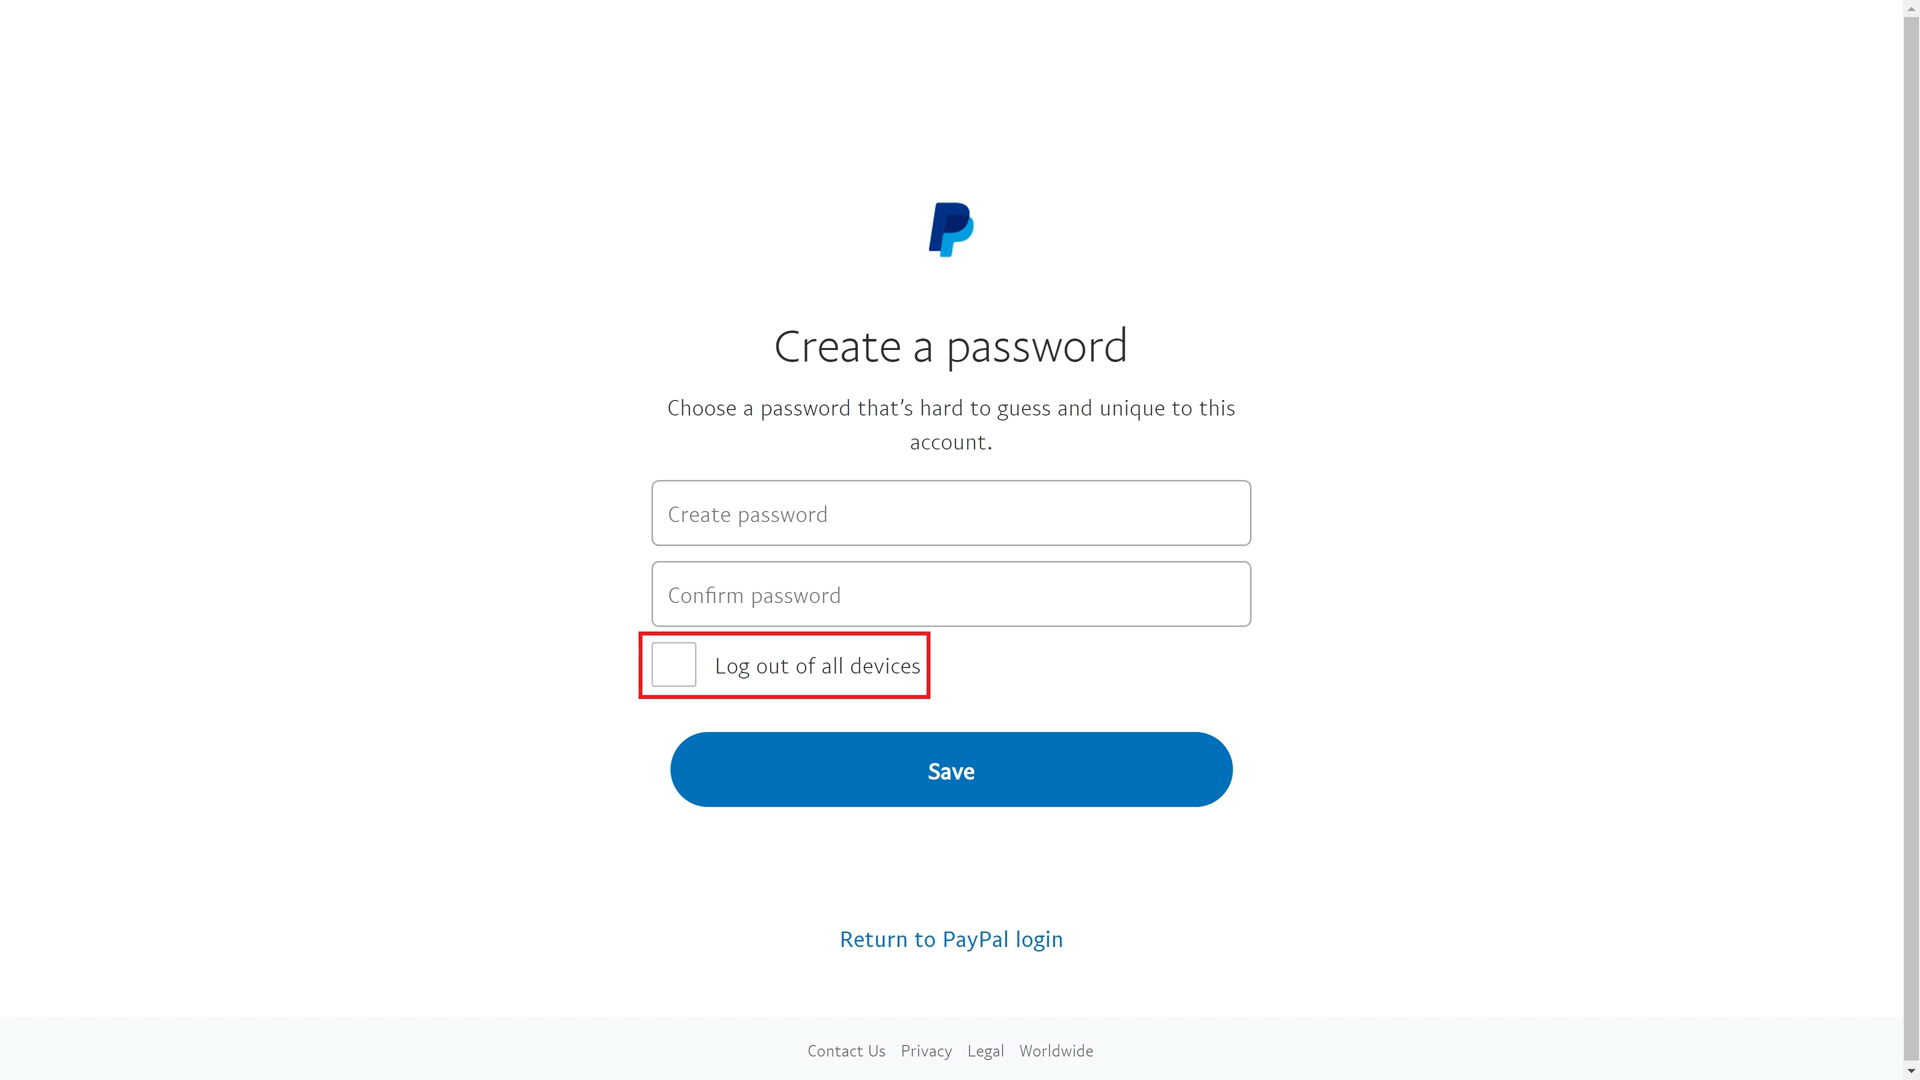 Create a password
Choose a password that’s hard to guess and unique to this
account.
Create password
Confirm password
Log out of all devices
Save
Return to PayPal login
Contact Us Privacy Legal Worldwide